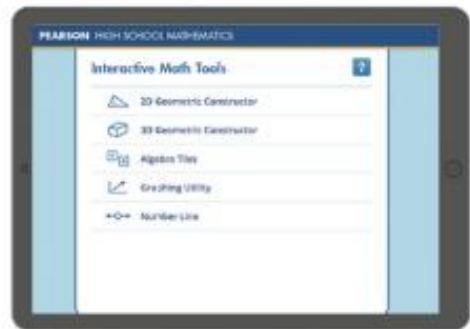 PEARSON HIGH SCHOOL MATHEMATICS
Interactive Math Tools
?
2D Geometric Constructor
3D Geometric Constructor
Algebra Tiles
Graphing Utility
Number Line